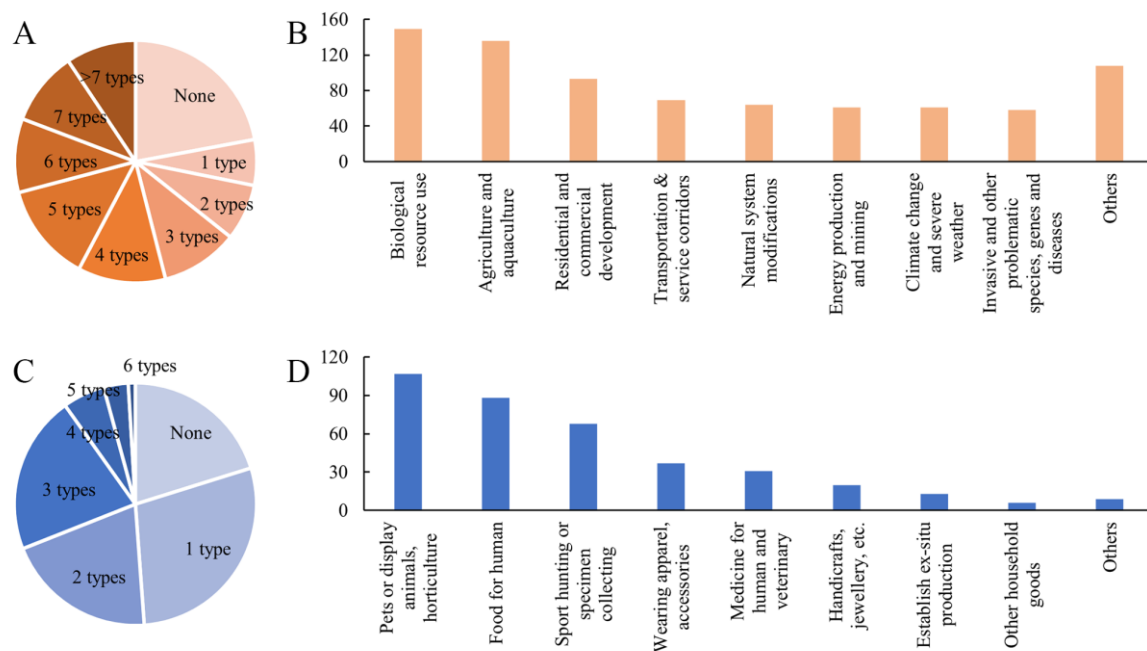 A
>7 types
None
7 types
1 type
6 types
2 types
5 types
3 types
4 types
B
160
120
80
40
0
Biological
resource use
Agriculture and
aquaculture
Residential and
commercial
development
Transportation &
service corridors
Natural system
modifications
Energy production
and mining
Climate change
and severe
weather
Invasive and other
problematic
species, genes and
diseases
Others
C
6 types
5 types
None
4 types
3 types
1 type
2 types
D
120
90
60
30
0
Pets or display
animals,
horticulture
Food for human
Sport hunting or
specimen
collecting
Wearing apparel,
accessories
Medicine for
human and
veterinary
Handicrafts,
jewellery, etc.
Establish ex-situ
production
Other household
goods
Others